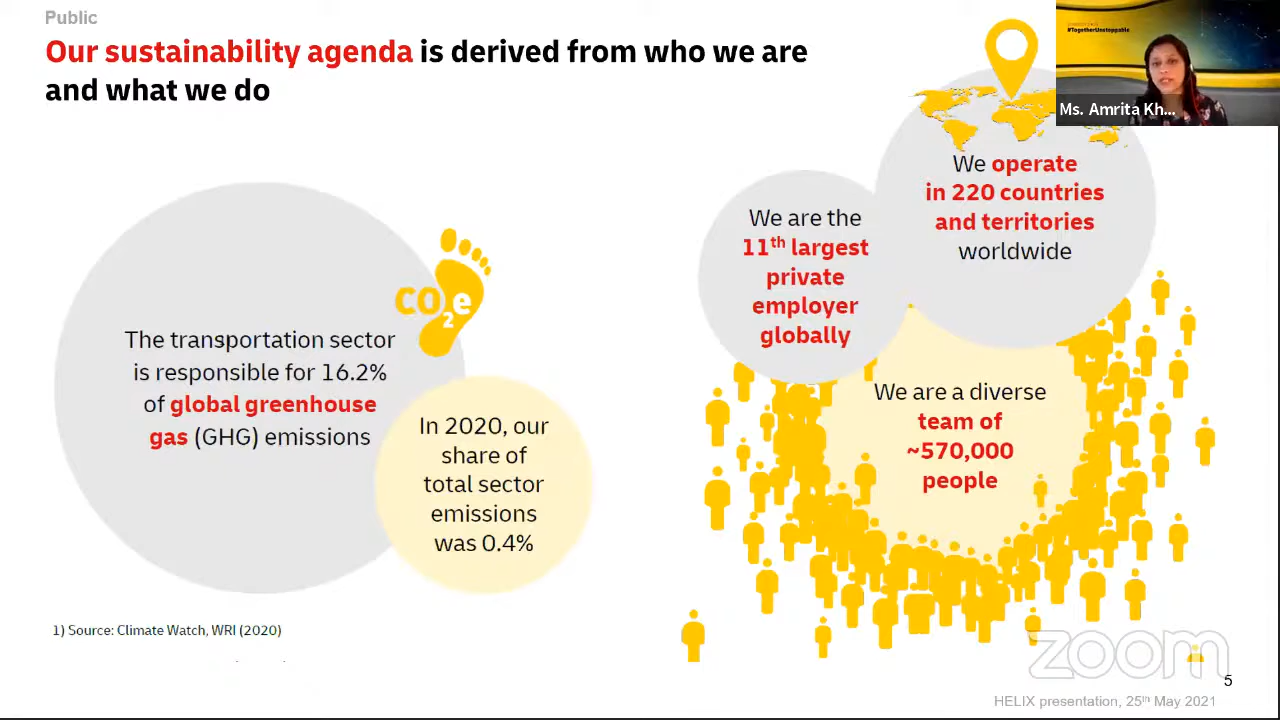 Public
Our sustainability agenda is derived from who we are
and what we do
#TogetherUnstoppable
Ms. Amrita Kh...
We operate
in 220 countries
and territories
worldwide
We are the
11th largest
private
employer
globally
CO2e
The transportation sector
is responsible for 16.2%
of global greenhouse
gas (GHG) emissions
In 2020, our
share of
total sector
emissions
was 0.4%
We are a diverse
team of
~570,000
people
1) Source: Climate Watch, WRI (2020)
zoom
5
HELIX presentation, 25th May 2021